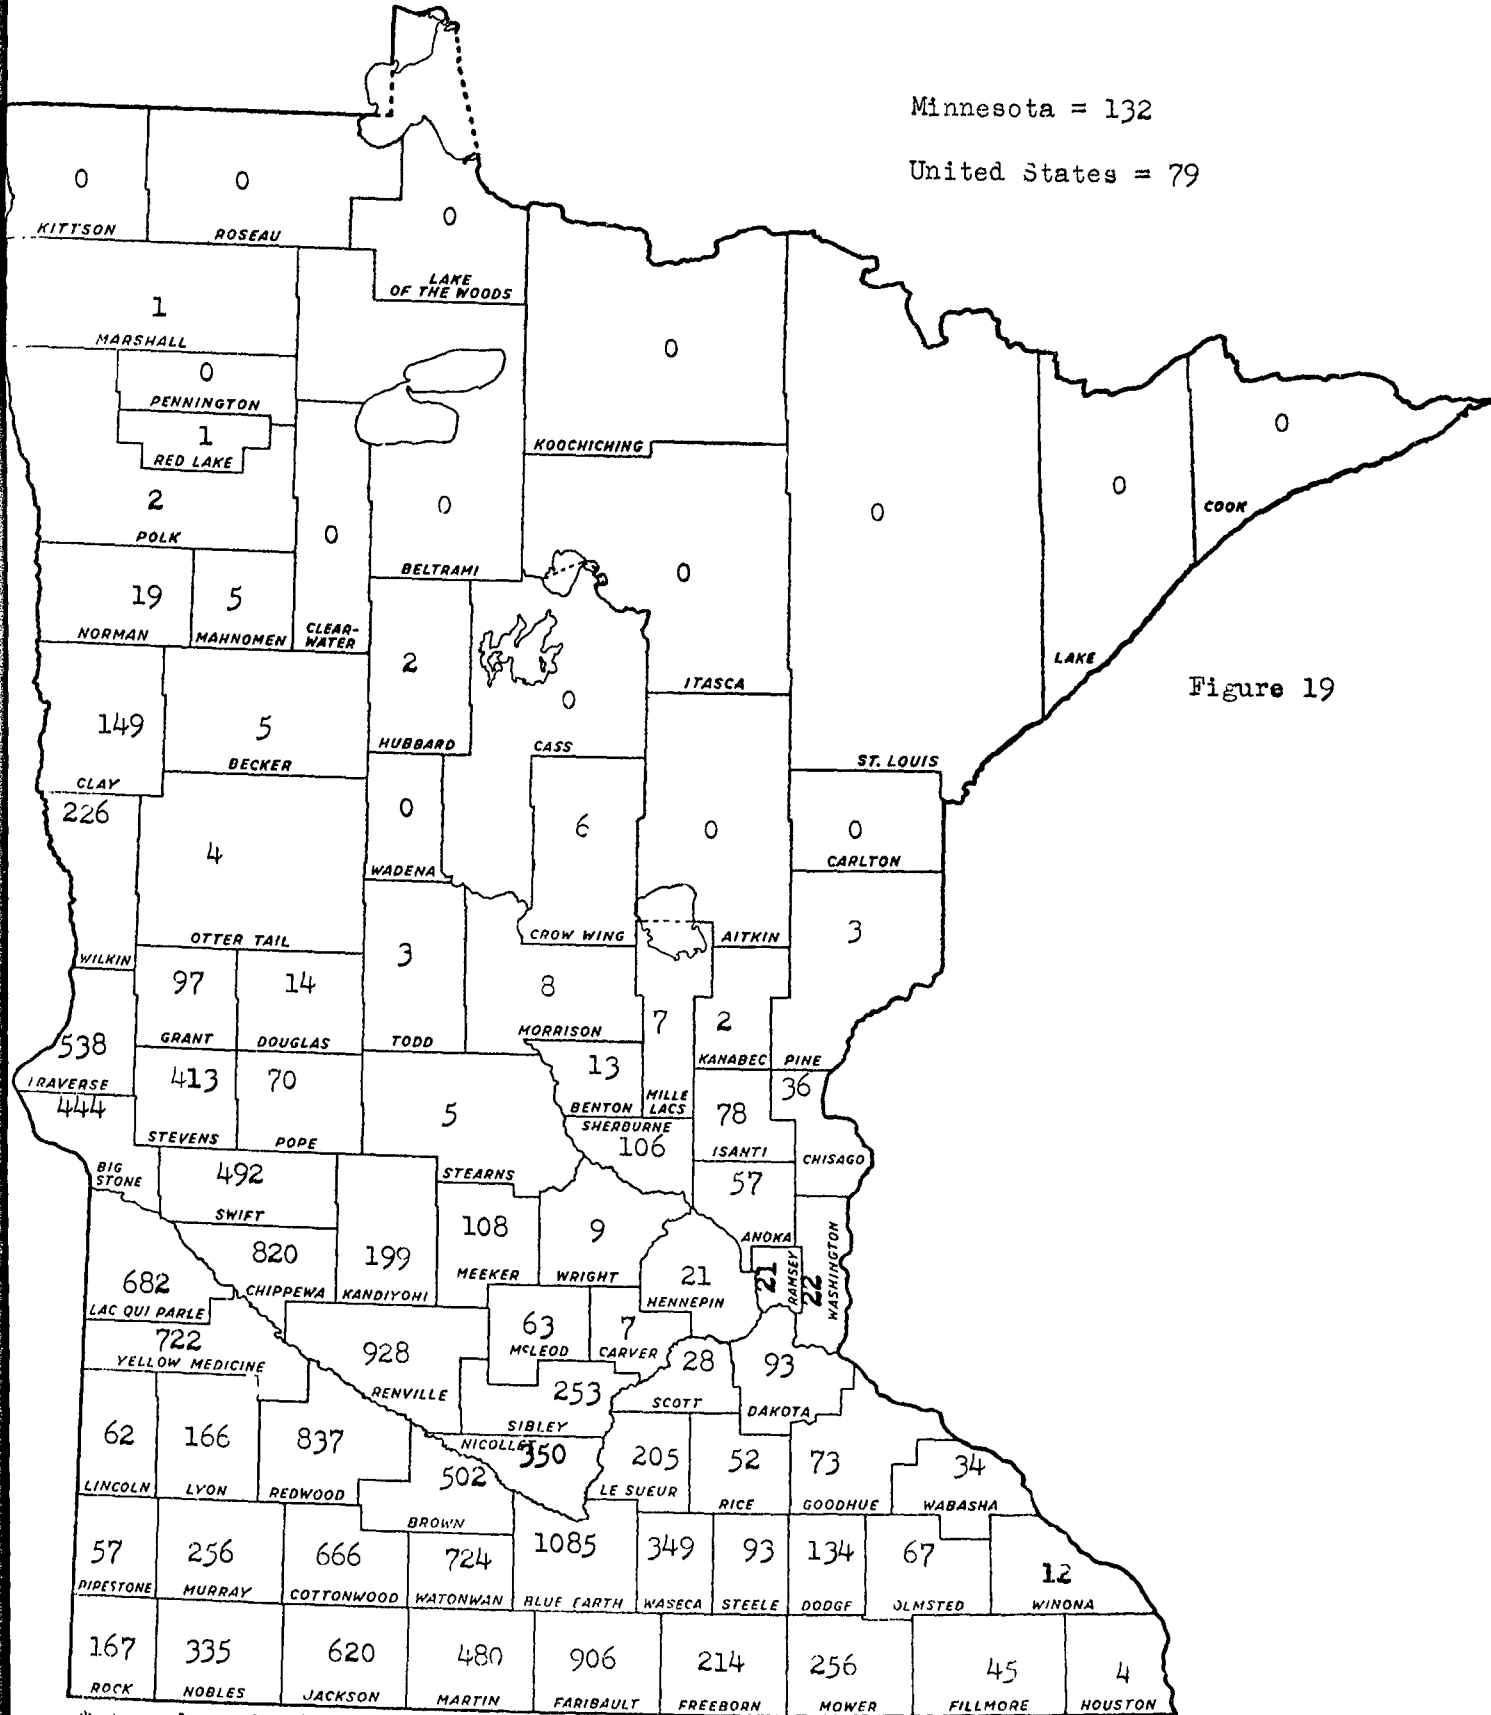 Minnesota = 132
United States = 79
0
KITTSON
0
ROSEAU
0
LAKE
OF THE WOODS
1
MARSHALL
0
PENNINGTON
1
RED LAKE
2
POLK
0
CLEAR-
WATER
0
BELTRAMI
0
KOOCHICHING
0
ITASCA
0
ST. LOUIS
0
LAKE
0
COOK
Figure 19
19
NORMAN
5
MAHNOMEN
2
HUBBARD
0
CASS
149
CLAY
5
BECKER
226
WILKIN
4
OTTER TAIL
0
WADENA
6
CROW WING
0
AITKIN
0
CARLTON
3
PINE
97
GRANT
14
DOUGLAS
3
TODD
8
MORRISON
7
MILLE
LACS
2
KANABEC
538
TRAVERSE
413
STEVENS
70
POPE
5
STEARNS
13
BENTON
SHERBURNE
106
78
ISANTI
36
CHISAGO
444
BIG
STONE
492
SWIFT
57
ANOKA
820
CHIPPEWA
199
KANDIYOHI
108
MEEKER
9
WRIGHT
21
HENNEPIN
21
RAMSEY
22
WASHINGTON
682
LAC QUI PARLE
722
YELLOW MEDICINE
928
RENVILLE
63
McLEOD
7
CARVER
28
SCOTT
93
DAKOTA
253
SIBLEY
NICOLLET
350
62
LINCOLN
166
LYON
837
REDWOOD
502
BROWN
205
LE SUEUR
52
RICE
73
GOODHUE
34
WABASHA
57
PIPESTONE
256
MURRAY
666
COTTONWOOD
724
WATONWAN
1085
BLUE EARTH
349
WASECA
93
STEELE
134
DODGE
67
OLMSTED
12
WINONA
167
ROCK
335
NOBLES
620
JACKSON
480
MARTIN
906
FARIBAULT
214
FREEBORN
256
MOWER
45
FILLMORE
4
HOUSTON